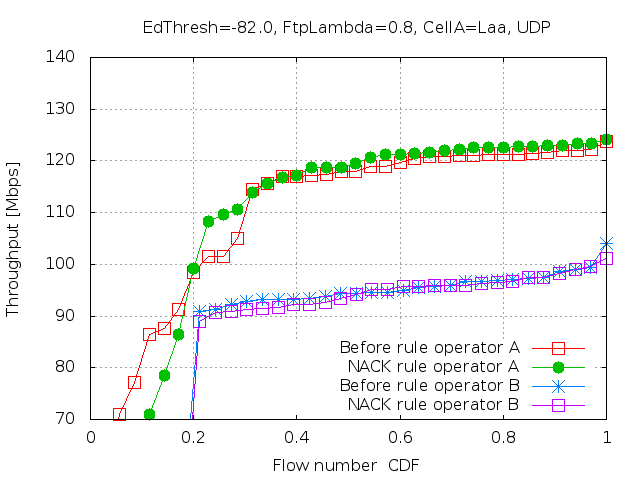 EdThresh=-82.0, FtpLambda=0.8, CellA=Laa, UDP
140
130
120
110
100
90
80
70
Throughput [Mbps]
Before rule operator A
NACK rule operator A
Before rule operator B
NACK rule operator B
0 0.2 0.4 0.6 0.8 1
Flow number  CDF